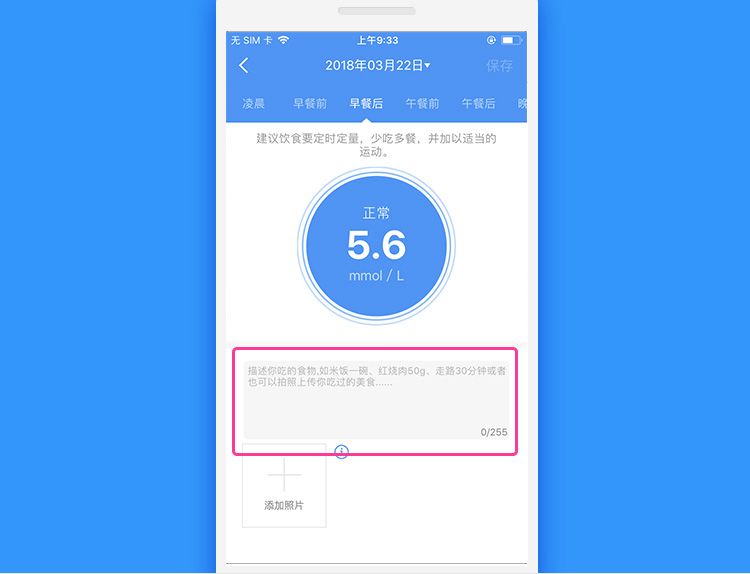 无 SIM 卡 上午9:33
2018年03月22日 保存
凌晨 早餐前 早餐后 午餐前 午餐后 晚
建议饮食要定时定量，少吃多餐，并加以适当的
运动。
正常
5.6
mmol / L
描述你吃的食物,如米饭一碗、红烧肉50g、走路30分钟或者
也可以拍照上传你吃过的美食......
0/255
添加照片